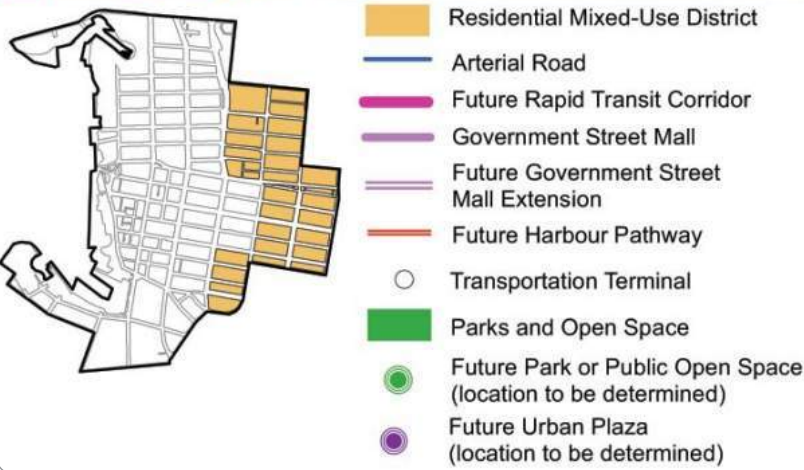 Residential Mixed-Use District
Arterial Road
Future Rapid Transit Corridor
Government Street Mall
Future Government Street
Mall Extension
Future Harbour Pathway
Transportation Terminal
Parks and Open Space
Future Park or Public Open Space
(location to be determined)
Future Urban Plaza
(location to be determined)